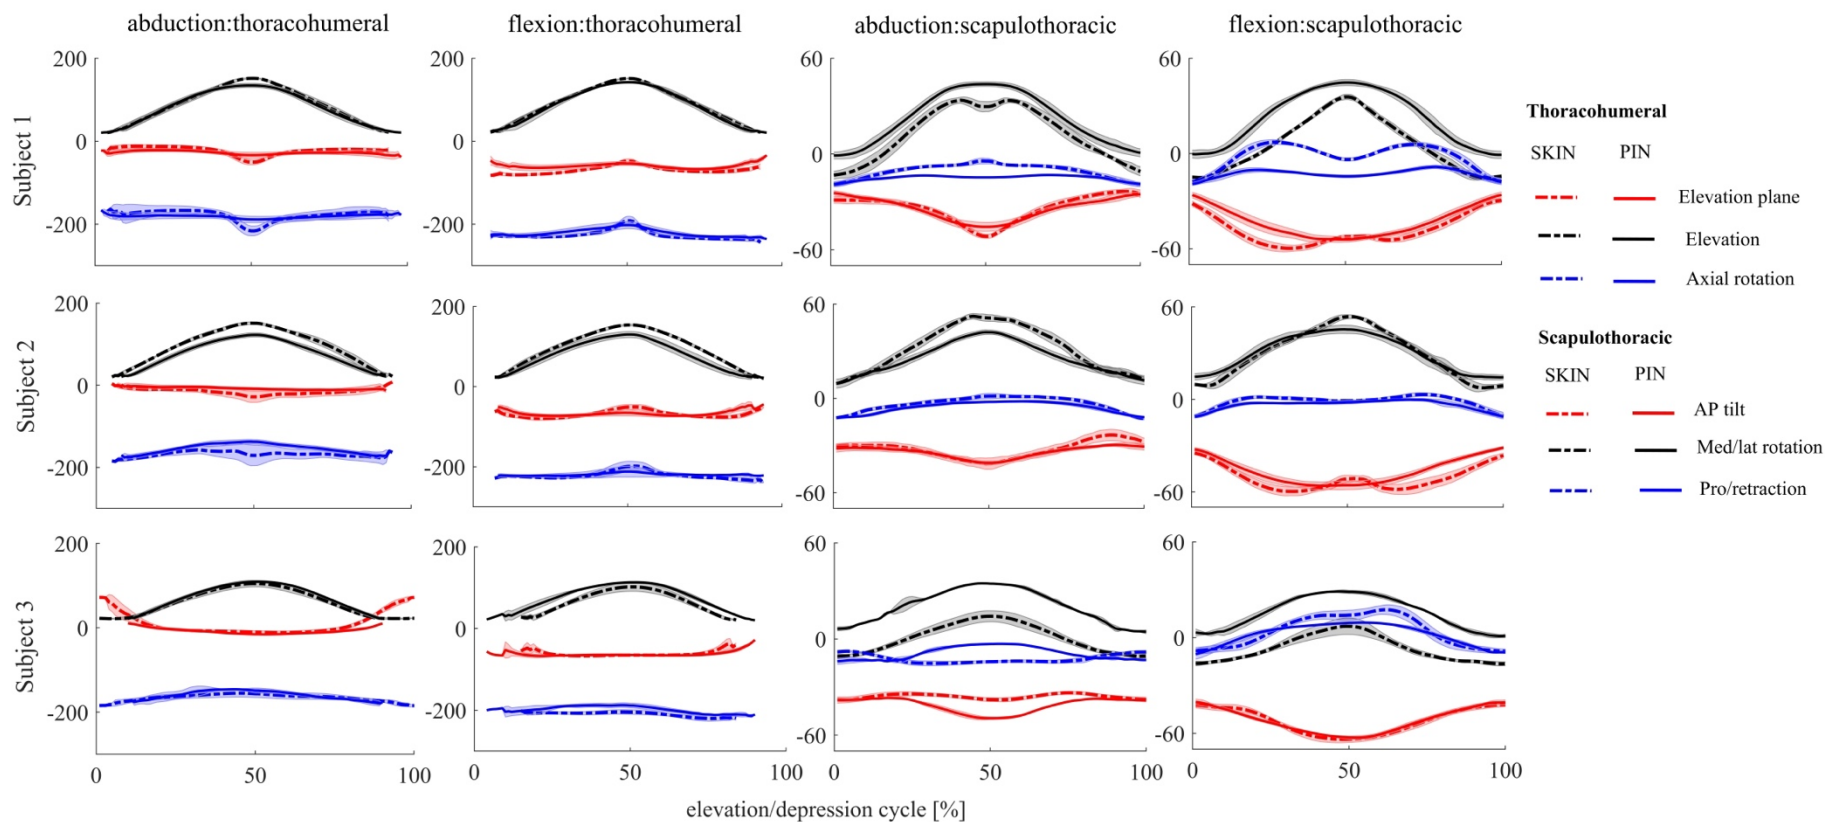 abduction:thoracohumeral flexion:thoracohumeral abduction:scapulothoracic flexion:scapulothoracic
Subject 1
200
0
-200
200
0
-200
60
0
-60
60
0
-60
Subject 2
200
0
-200
200
0
-200
60
0
-60
60
0
-60
Subject 3
200
0
-200
200
0
-200
60
0
-60
60
0
-60
0 50 100 0 50 100 0 50 100 0 50 100
elevation/depression cycle [%]
Thoracohumeral
SKIN PIN
Elevation plane
Elevation
Axial rotation
Scapulothoracic
SKIN PIN
AP tilt
Med/lat rotation
Pro/retraction